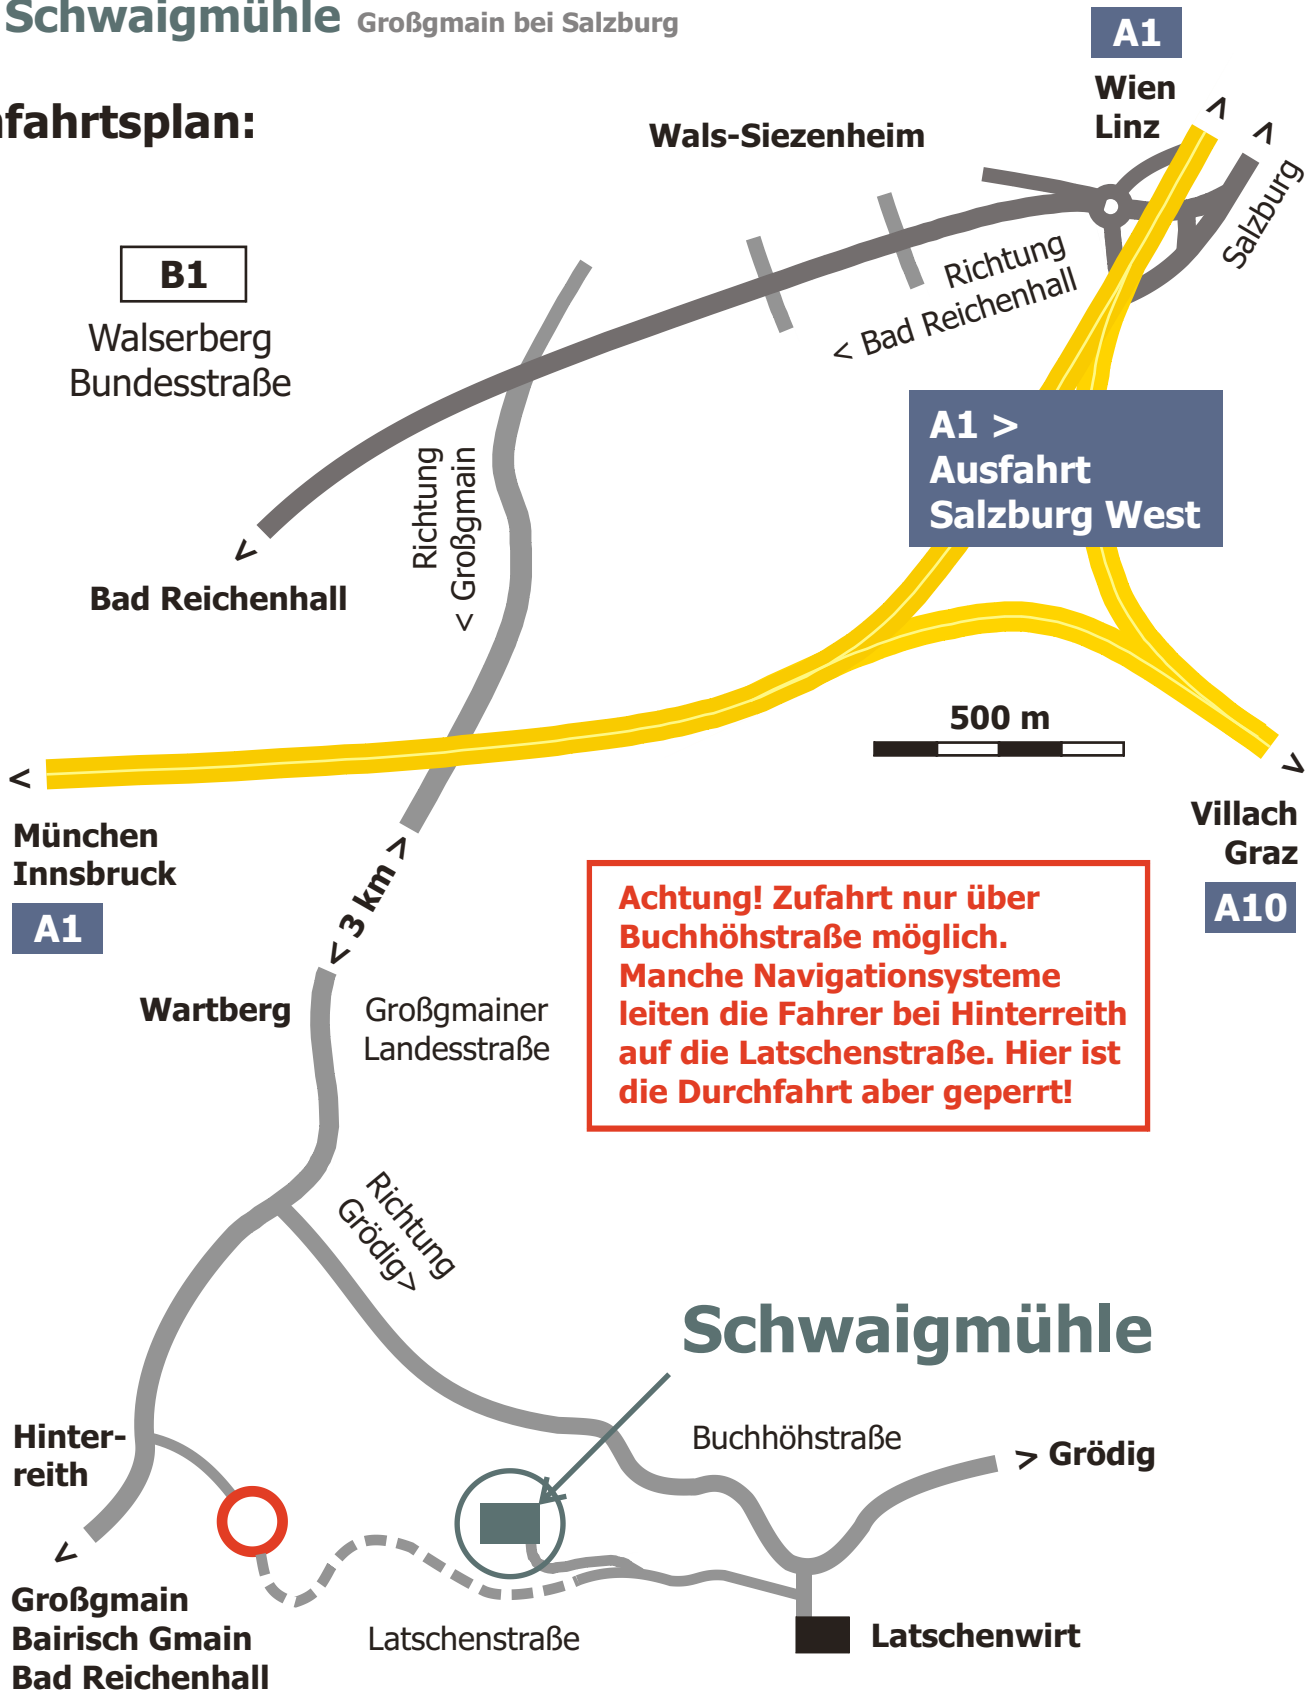 Schwaigmühle Großgmain bei Salzburg
nfahrtsplan:
A1
Wien
Linz
Wals-Siezenheim
Salzburg
B1
Walserberg
Bundesstraße
Richtung
< Bad Reichenhall
A1 >
Ausfahrt
Salzburg West
Richtung
< Großgmain
Bad Reichenhall
500 m
München
Innsbruck
A1
Villach
Graz
A10
< 3 km >
Achtung! Zufahrt nur über
Buchhöhstraße möglich.
Manche Navigationsysteme
leiten die Fahrer bei Hinterreith
auf die Latschenstraße. Hier ist
die Durchfahrt aber geperrt!
Wartberg
Großgmainer
Landesstraße
Richtung
Grödig>
Schwaigmühle
Hinter-
reith
Buchhöhstraße
> Grödig
Großgmain
Bairisch Gmain
Bad Reichenhall
Latschenstraße
Latschenwirt